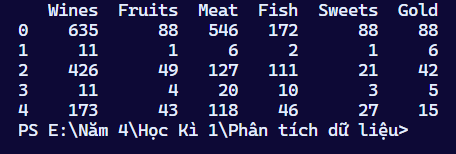 Wines Fruits Meat Fish Sweets Gold
0 635 88 546 172 88 88
1 11 1 6 2 1 6
2 426 49 127 111 21 42
3 11 4 20 10 3 5
4 173 43 118 46 27 15
PS E:\Năm 4\Học Kì 1\Phân tích dữ liệu>